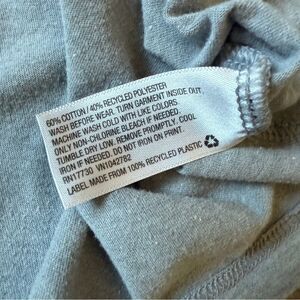 60% COTTON / 40% RECYCLED POLYESTER
WASH BEFORE WEAR. TURN GARMENT INSIDE OUT,
MACHINE WASH COLD WITH LIKE COLORS.
ONLY NON-CHLORINE BLEACH IF NEEDED.
TUMBLE DRY LOW. REMOVE PROMPTLY. COOL
IRON IF NEEDED. DO NOT IRON ON PRINT.
RN17730 VN1042782
LABEL MADE FROM 100% RECYCLED PLASTIC